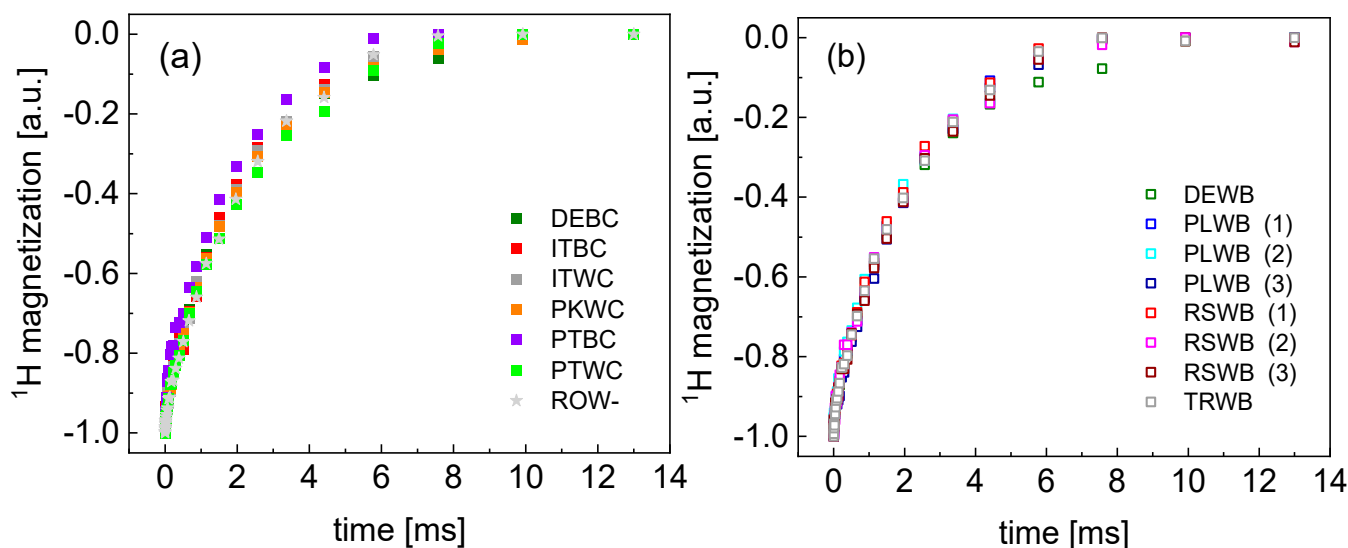 (a)
0.0
-0.2
-0.4
-0.6
-0.8
-1.0
¹H magnetization [a.u.]
DEBC
ITBC
ITWC
PKWC
PTBC
PTWC
ROW-
0 2 4 6 8 10 12 14
time [ms]
(b)
0.0
-0.2
-0.4
-0.6
-0.8
-1.0
¹H magnetization [a.u.]
DEWB
PLWB (1)
PLWB (2)
PLWB (3)
RSWB (1)
RSWB (2)
RSWB (3)
TRWB
0 2 4 6 8 10 12 14
time [ms]